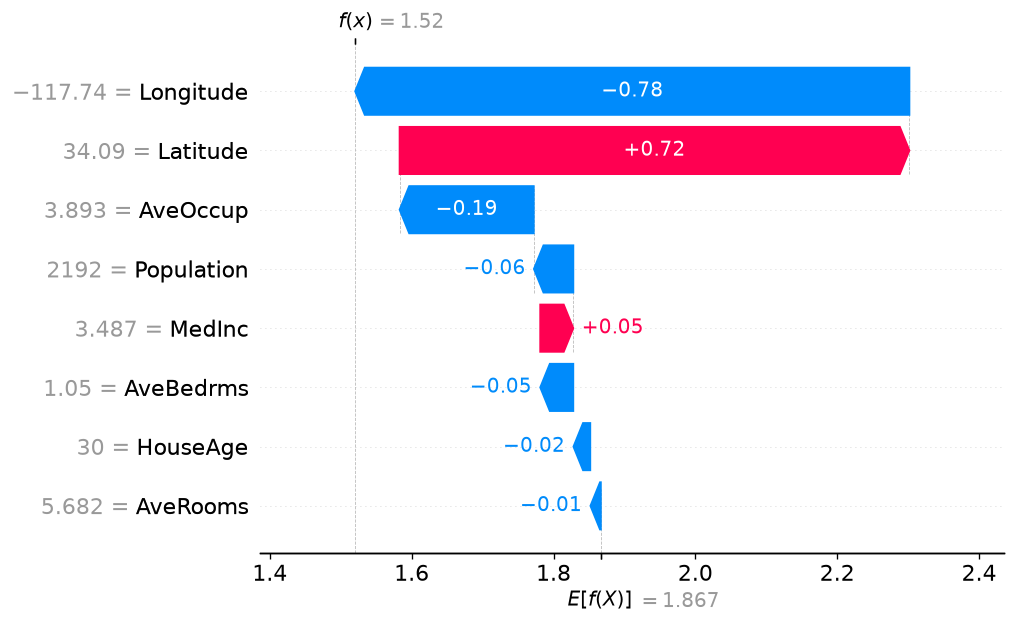 f(x) = 1.52
−117.74 = Longitude −0.78
34.09 = Latitude +0.72
3.893 = AveOccup −0.19
2192 = Population −0.06
3.487 = MedInc +0.05
1.05 = AveBedrms −0.05
30 = HouseAge −0.02
5.682 = AveRooms −0.01
1.4 1.6 1.8 2.0 2.2 2.4
E[f(X)] = 1.867